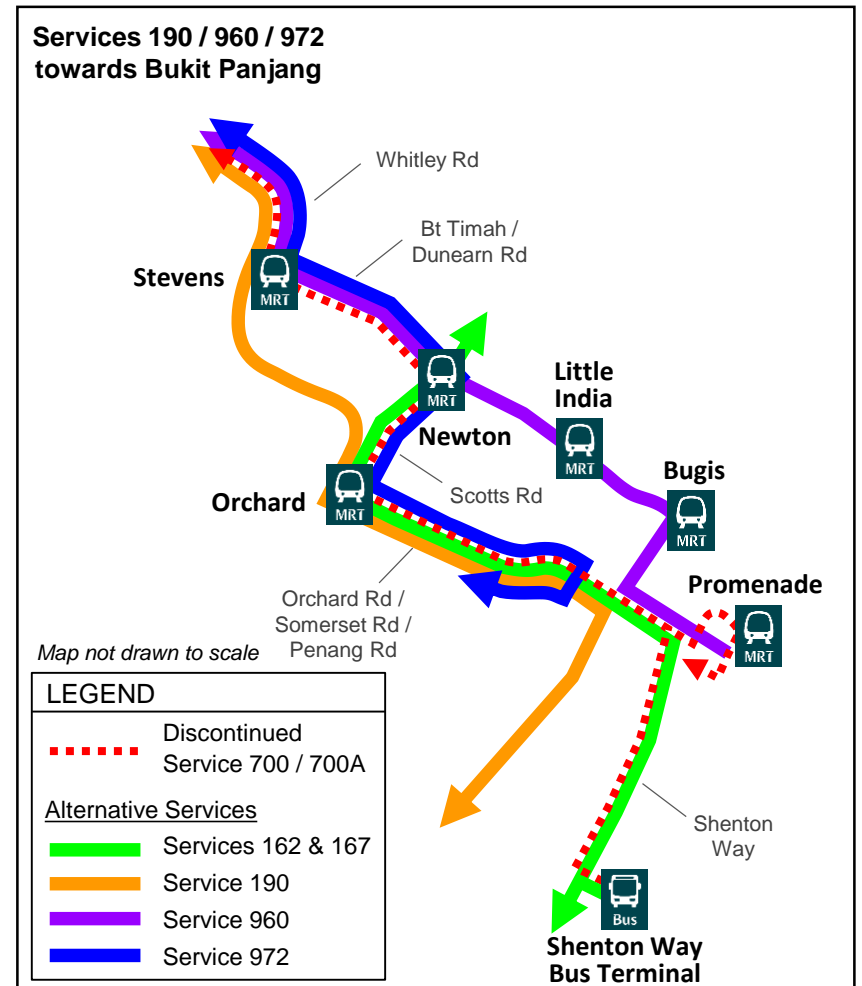 Services 190 / 960 / 972
towards Bukit Panjang
Whitley Rd
Bt Timah /
Dunearn Rd
Stevens
MRT
Little
India
MRT
Newton
MRT
Bugis
MRT
Scotts Rd
Orchard
MRT
Promenade
MRT
Orchard Rd /
Somerset Rd /
Penang Rd
Map not drawn to scale
LEGEND
Discontinued
Service 700 / 700A
Alternative Services
Services 162 & 167
Service 190
Service 960
Service 972
Shenton
Way
Bus
Shenton Way
Bus Terminal